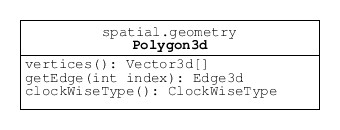 spatial.geometry
Polygon3d
vertices(): Vector3d[]
getEdge(int index): Edge3d
clockWiseType(): ClockWiseType